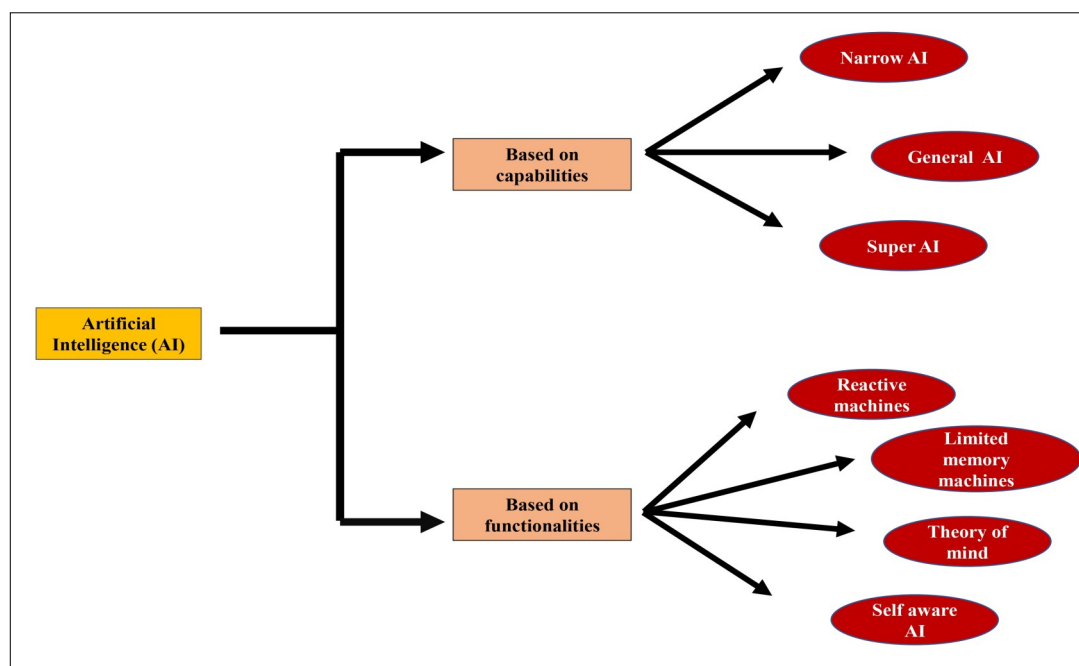 Narrow AI
Based on
capabilities
General  AI
Super AI
Artificial
Intelligence (AI)
Reactive
machines
Limited
memory
machines
Based on
functionalities
Theory of
mind
Self aware
AI